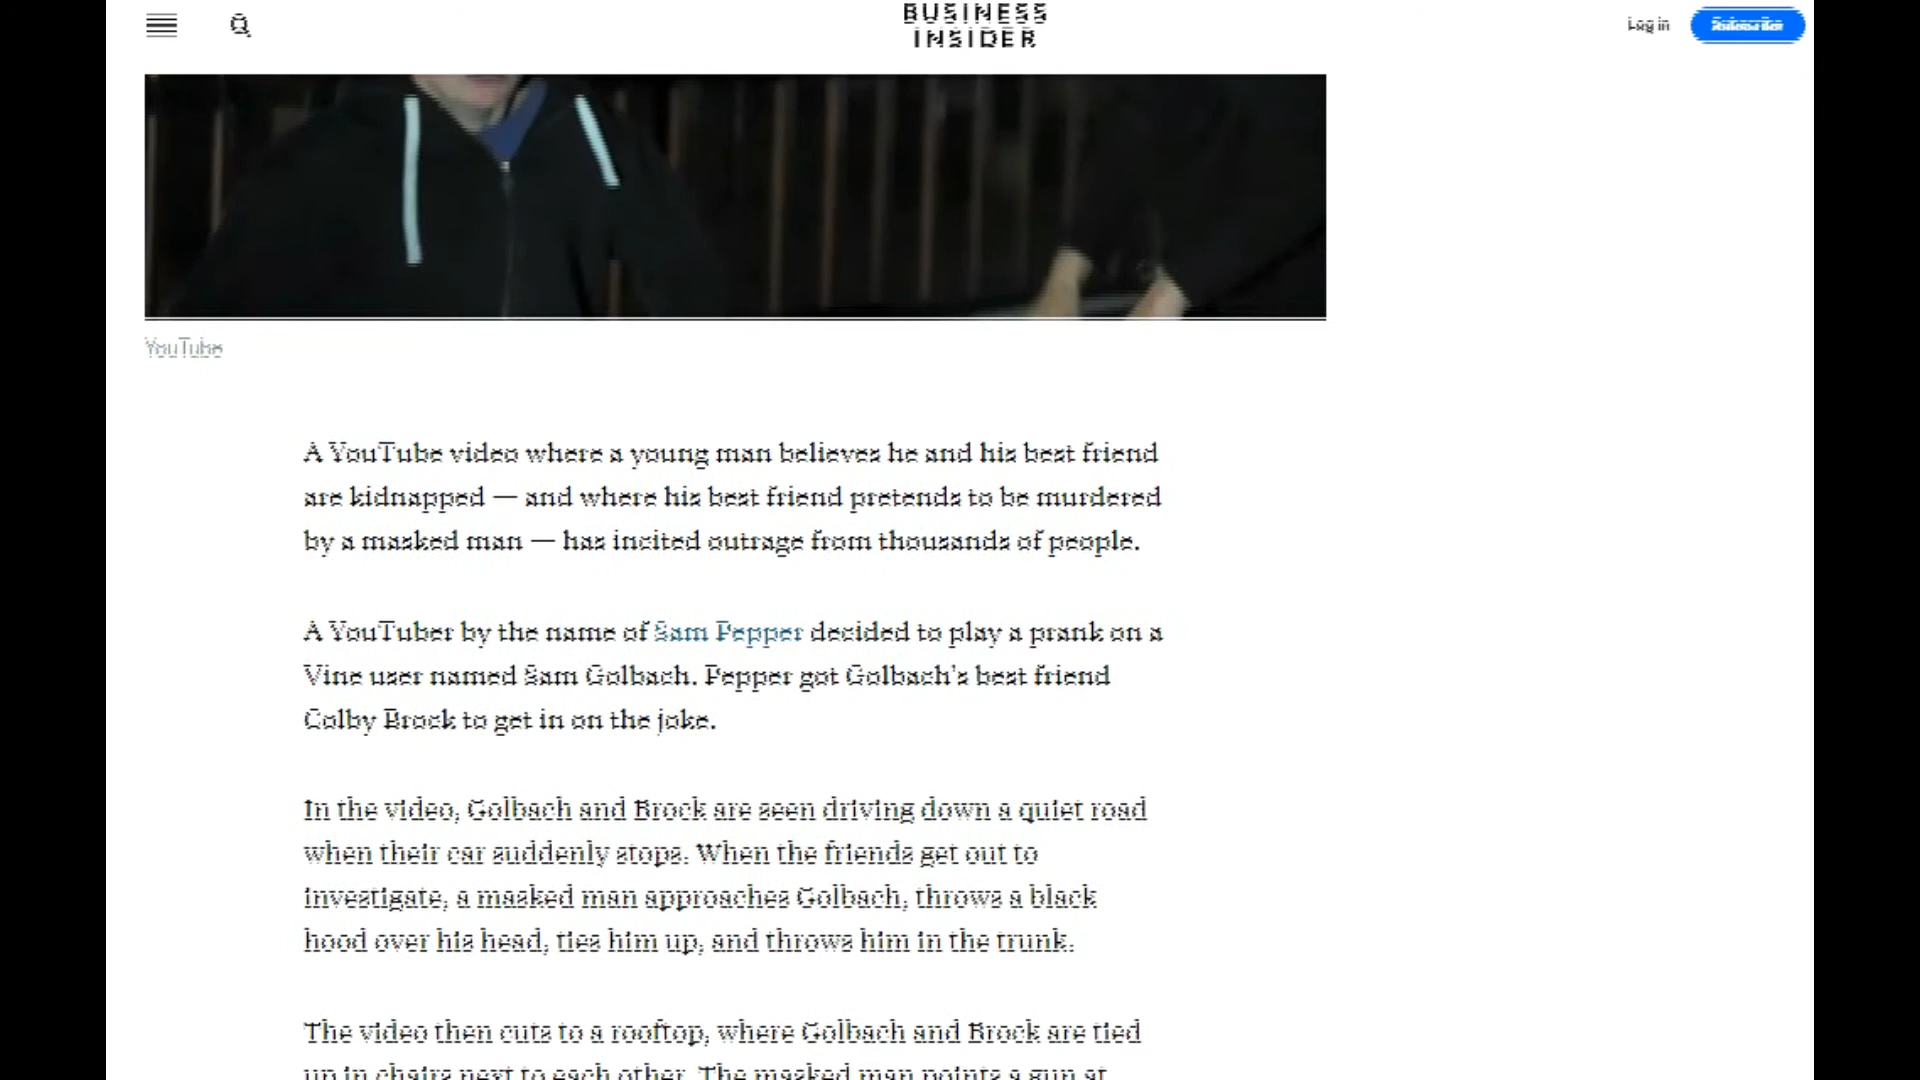 BUSINESS
INSIDER
Log in
Subscribe
YouTube
A YouTube video where a young man believes he and his best friend
are kidnapped — and where his best friend pretends to be murdered
by a masked man — has incited outrage from thousands of people.
A YouTuber by the name of Sam Pepper decided to play a prank on a
Vine user named Sam Golbach. Pepper got Golbach's best friend
Colby Brock to get in on the joke.
In the video, Golbach and Brock are seen driving down a quiet road
when their car suddenly stops. When the friends get out to
investigate, a masked man approaches Golbach, throws a black
hood over his head, ties him up, and throws him in the trunk.
The video then cuts to a rooftop, where Golbach and Brock are tied
up in chairs next to each other. The masked man points a gun at